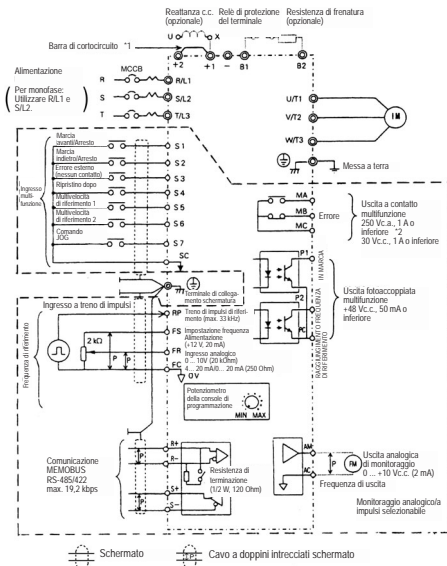 Reattanza c.c.
(opzionale)
Relè di protezione
del terminale
Resistenza di frenatura
(opzionale)
U
X
Barra di cortocircuito *1
+2
+1
−
B1
B2
Alimentazione
MCCB
R
R/L1
Per monofase:
Utilizzare R/L1 e
S/L2.
S
S/L2
T
T/L3
U/T1
V/T2
W/T3
IM
Messa a terra
Ingresso
multi-
funzione
Marcia
avanti/Arresto
S1
Marcia
indietro/Arresto
S2
Errore esterno
(nessun contatto)
S3
Ripristino dopo
S4
Multivelocità
di riferimento 1
S5
Multivelocità
di riferimento 2
S6
Comando
JOG
S7
SC
MA
MB
MC
Errore
Uscita a contatto
multifunzione
250 Vc.a., 1 A o
inferiore *2
30 Vc.c., 1 A o
inferiore
P1
IN MARCIA
P2
PC
RAGGIUNGIMENTO FREQUENZA
DI RIFERIMENTO
Uscita fotoaccoppiata
multifunzione
+48 Vc.c., 50 mA o
inferiore
Terminale di collega-
mento schermatura
Frequenza di riferimento
Ingresso a treno di impulsi
RP
Treno di impulsi di riferi-
mento (max. 33 kHz)
2 kΩ
FS
Impostazione frequenza
Alimentazione
(+12 V, 20 mA)
P
P
FR
Ingresso analogico
0 ... 10V (20 kOhm)
4... 20 mA/0... 20 mA (250 Ohm)
FC
0V
Potenziometro
della console di
programmazione
MIN MAX
Comunicazione
MEMOBUS
RS-485/422
max. 19,2 kbps
P
R+
R−
P
S+
S−
Resistenza di
terminazione
(1/2 W, 120 Ohm)
AM
AC
P
FM
Uscita analogica
di monitoraggio
0 ... +10 Vc.c. (2 mA)
Frequenza di uscita
Monitoraggio analogico/a
impulsi selezionabile
Schermato
P
Cavo a doppini intrecciati schermato